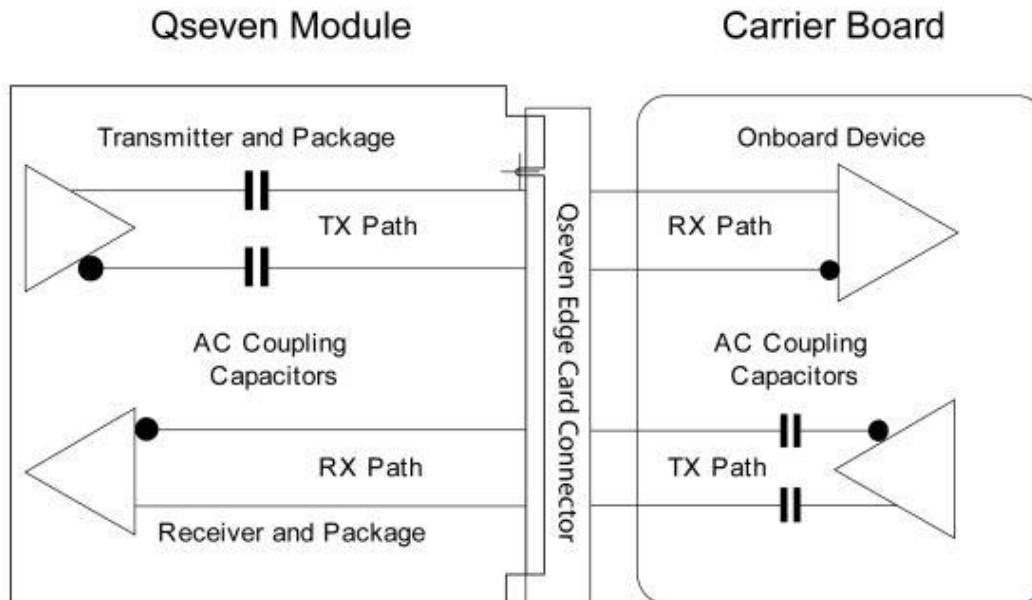 Qseven Module
Carrier Board
Transmitter and Package
Onboard Device
TX Path
RX Path
Qseven Edge Card Connector
AC Coupling
Capacitors
AC Coupling
Capacitors
RX Path
TX Path
Receiver and Package